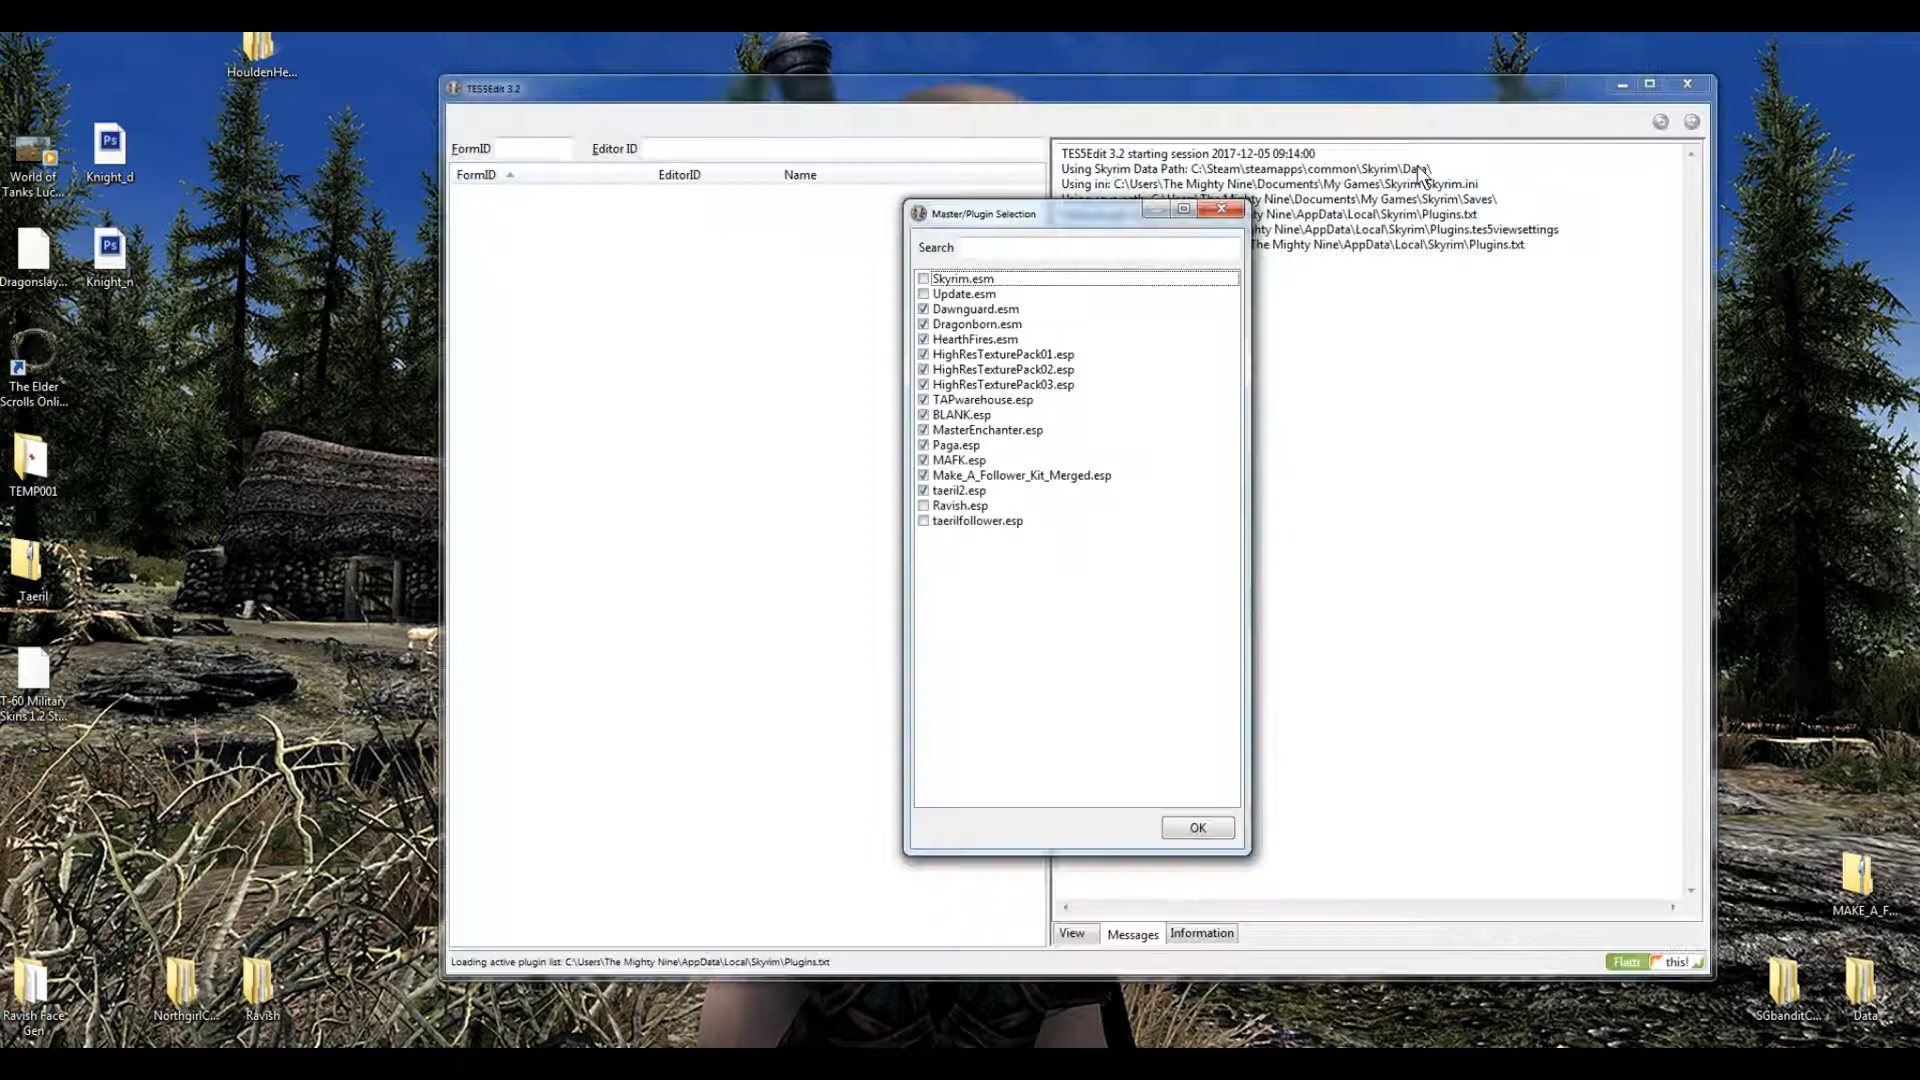 HouldenHe...
World of
Tanks Luc...
Ps
Knight_d
Dragonslay...
Ps
Knight_n
The Elder
Scrolls Onli...
TEMP001
Taeril
T-60 Military
Skins 1.2 St...
Ravish Face
Gen
NorthgirlC...
Ravish
TES5Edit 3.2
FormID
Editor ID
FormID
EditorID
Name
TES5Edit 3.2 starting session 2017-12-05 09:14:00
Using Skyrim Data Path: C:\Steam\steamapps\common\Skyrim\Data\
Using ini: C:\Users\The Mighty Nine\Documents\My Games\Skyrim\Skyrim.ini
Nine\Documents\My Games\Skyrim\Saves\
Nine\AppData\Local\Skyrim\Plugins.txt
hty Nine\AppData\Local\Skyrim\Plugins.tes5viewsettings
The Mighty Nine\AppData\Local\Skyrim\Plugins.txt
Master/Plugin Selection
Search
Skyrim.esm
Update.esm
Dawnguard.esm
Dragonborn.esm
HearthFires.esm
HighResTexturePack01.esp
HighResTexturePack02.esp
HighResTexturePack03.esp
TAPwarehouse.esp
BLANK.esp
MasterEnchanter.esp
Paga.esp
MAFK.esp
Make_A_Follower_Kit_Merged.esp
taeril2.esp
Ravish.esp
taerilfollower.esp
OK
View
Messages
Information
Loading active plugin list: C:\Users\The Mighty Nine\AppData\Local\Skyrim\Plugins.txt
Flattr
this!
MAKE_A_F...
SGbanditC...
Data